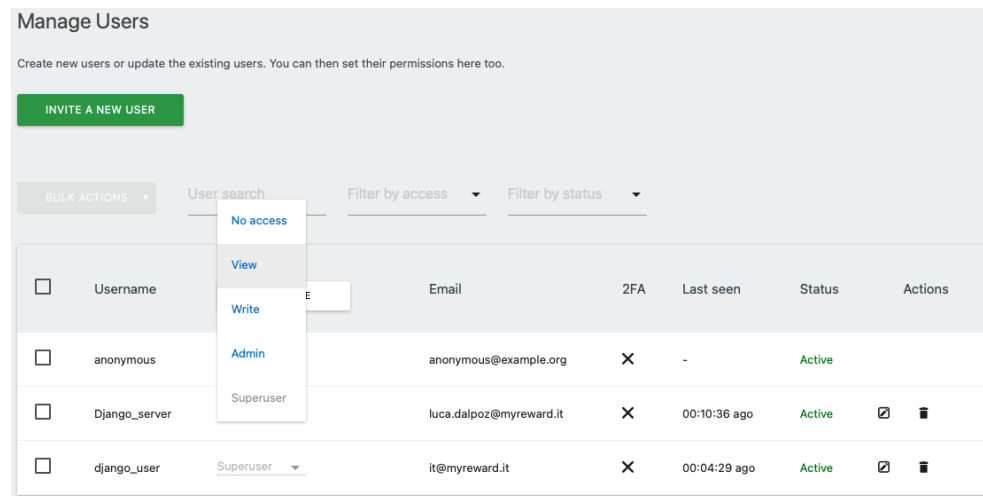 Manage Users
Create new users or update the existing users. You can then set their permissions here too.
INVITE A NEW USER
BULK ACTIONS
User search
Filter by access
Filter by status
No access
View
Write
Admin
Superuser
Username
E
Email
2FA
Last seen
Status
Actions
anonymous
anonymous@example.org
-
Active
Django_server
luca.dalpoz@myreward.it
00:10:36 ago
Active
django_user
Superuser
it@myreward.it
00:04:29 ago
Active